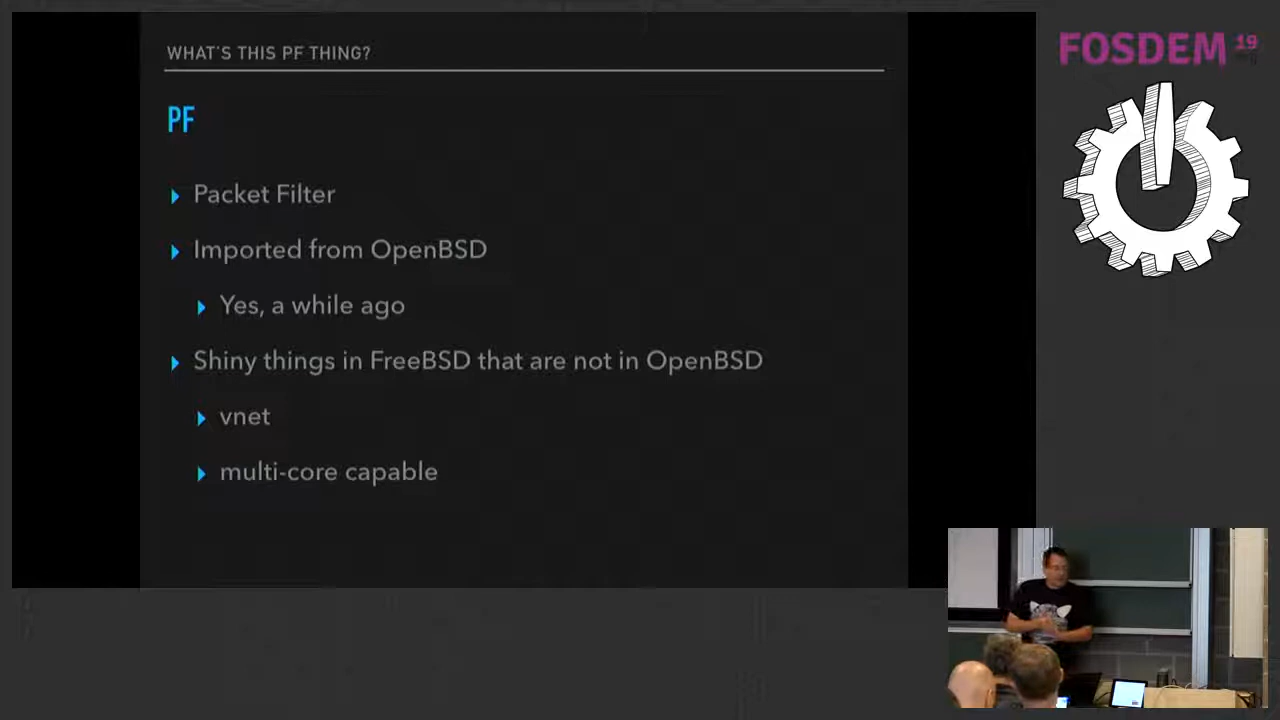 WHAT'S THIS PF THING?
PF
Packet Filter
Imported from OpenBSD
Yes, a while ago
Shiny things in FreeBSD that are not in OpenBSD
vnet
multi-core capable
FOSDEM 19